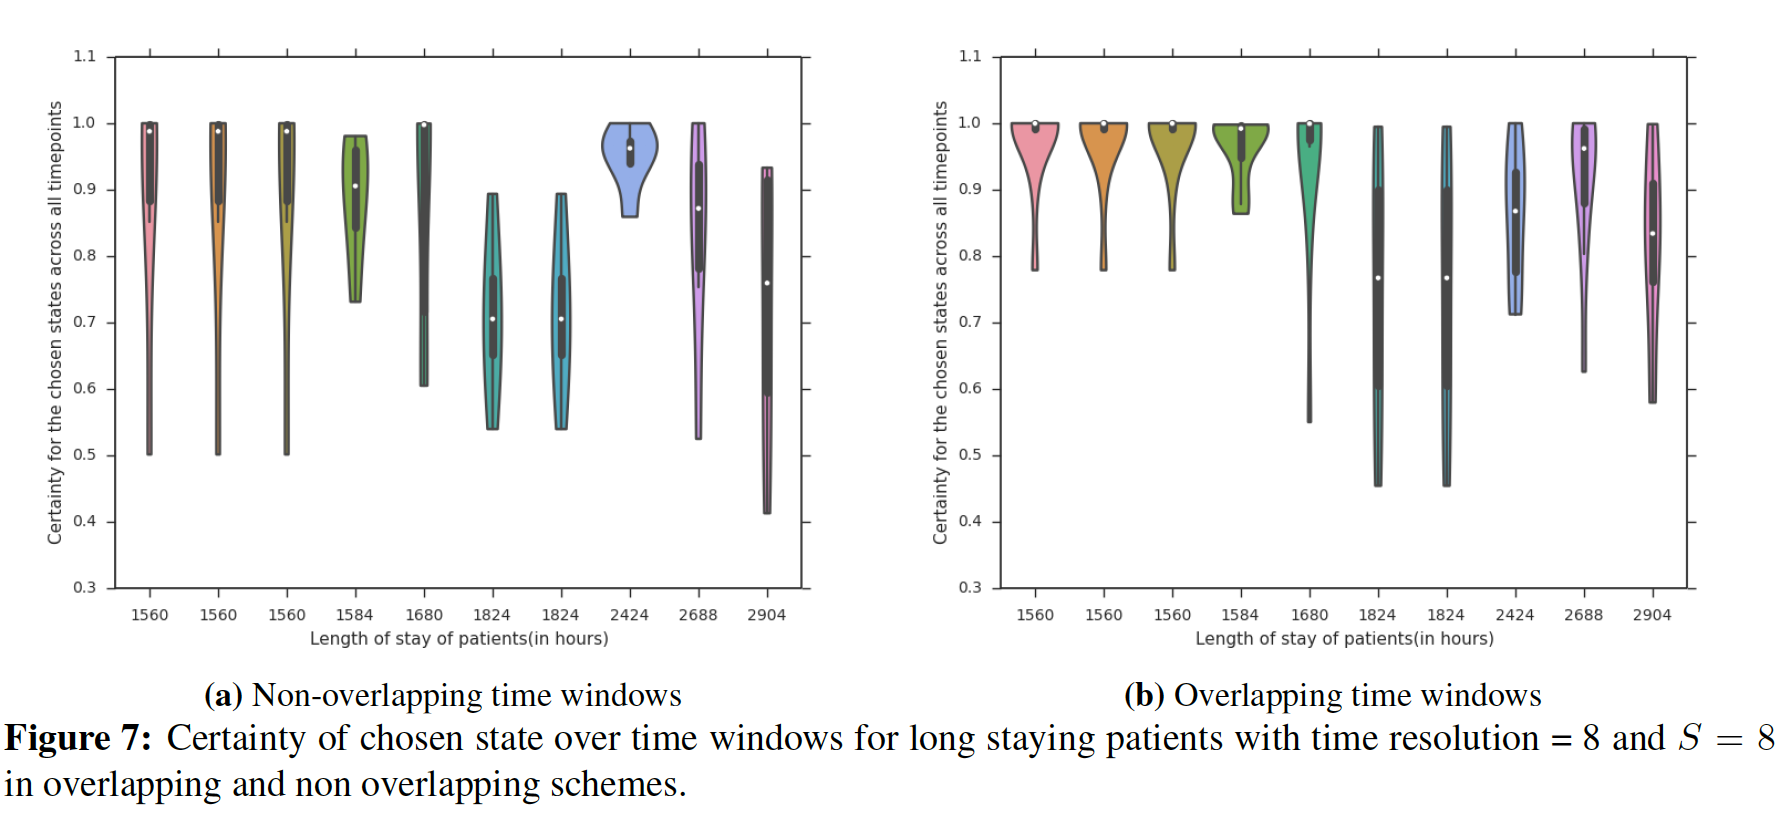 1.1
1.0
0.9
0.8
0.7
0.6
0.5
0.4
0.3
Certainty for the chosen states across all timepoints
1560 1560 1560 1584 1680 1824 1824 2424 2688 2904
Length of stay of patients(in hours)
(a) Non-overlapping time windows
1.1
1.0
0.9
0.8
0.7
0.6
0.5
0.4
0.3
Certainty for the chosen states across all timepoints
1560 1560 1560 1584 1680 1824 1824 2424 2688 2904
Length of stay of patients(in hours)
(b) Overlapping time windows
Figure 7: Certainty of chosen state over time windows for long staying patients with time resolution = 8 and S = 8
in overlapping and non overlapping schemes.